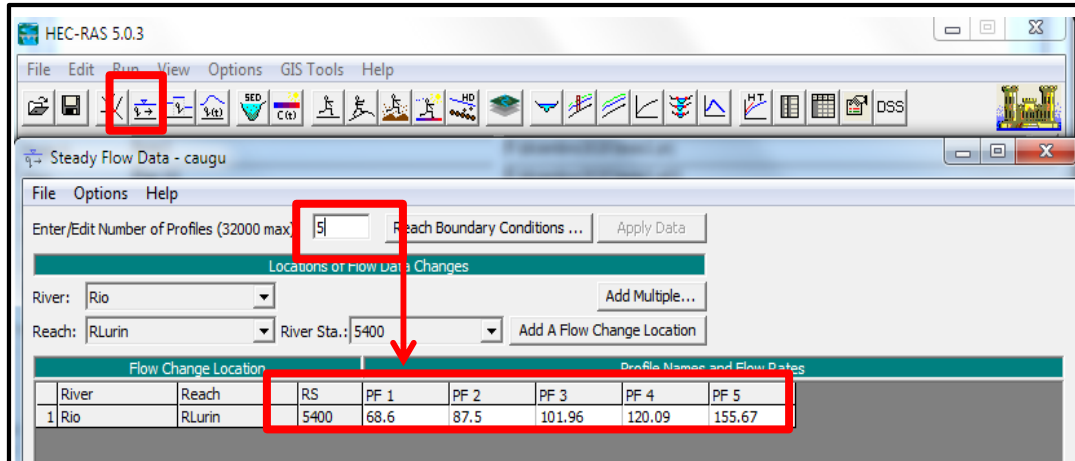 HEC-RAS 5.0.3
File Edit Run View Options GIS Tools Help
SED C(t) HD HT DSS
Steady Flow Data - caugu
File Options Help
Enter/Edit Number of Profiles (32000 max) 5 Reach Boundary Conditions ... Apply Data
Locations of Flow Data Changes
River: Rio Add Multiple...
Reach: RLurin River Sta.: 5400 Add A Flow Change Location
Flow Change Location Profile Names and Flow Rates
River Reach RS PF 1 PF 2 PF 3 PF 4 PF 5
1 Rio RLurin 5400 68.6 87.5 101.96 120.09 155.67